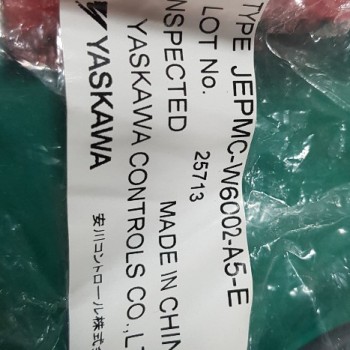 TYPE JEPMC-W6002-A5-E
LOT No. 25713
INSPECTED MADE IN CHIN
YASKAWA CONTROLS CO.,L
YASKAWA 安川コントロール株式